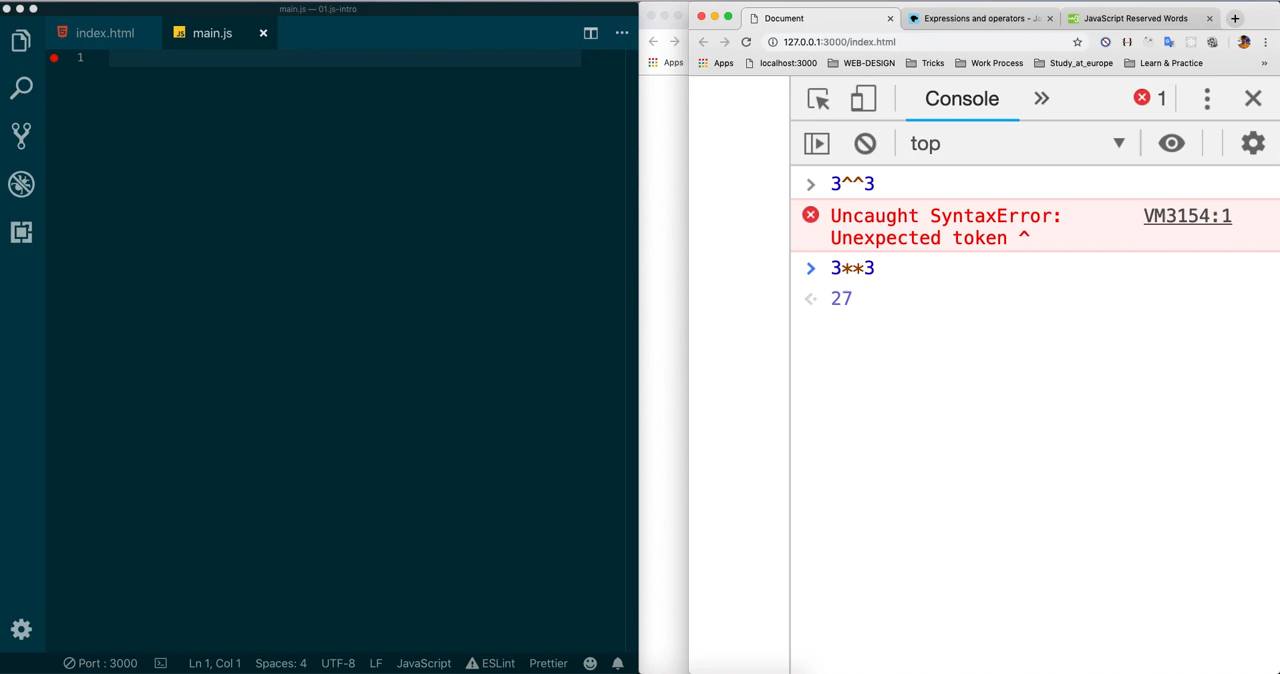 main.js — 01.js-intro
index.html
JS main.js
1
Port : 3000
Ln 1, Col 1
Spaces: 4
UTF-8
LF
JavaScript
ESLint
Prettier
Apps
Document
Expressions and operators - Ja
JavaScript Reserved Words
127.0.0.1:3000/index.html
Apps
localhost:3000
WEB-DESIGN
Tricks
Work Process
Study_at_europe
Learn & Practice
»
Console
1
top
3^^3
Uncaught SyntaxError: VM3154:1
Unexpected token ^
3**3
27